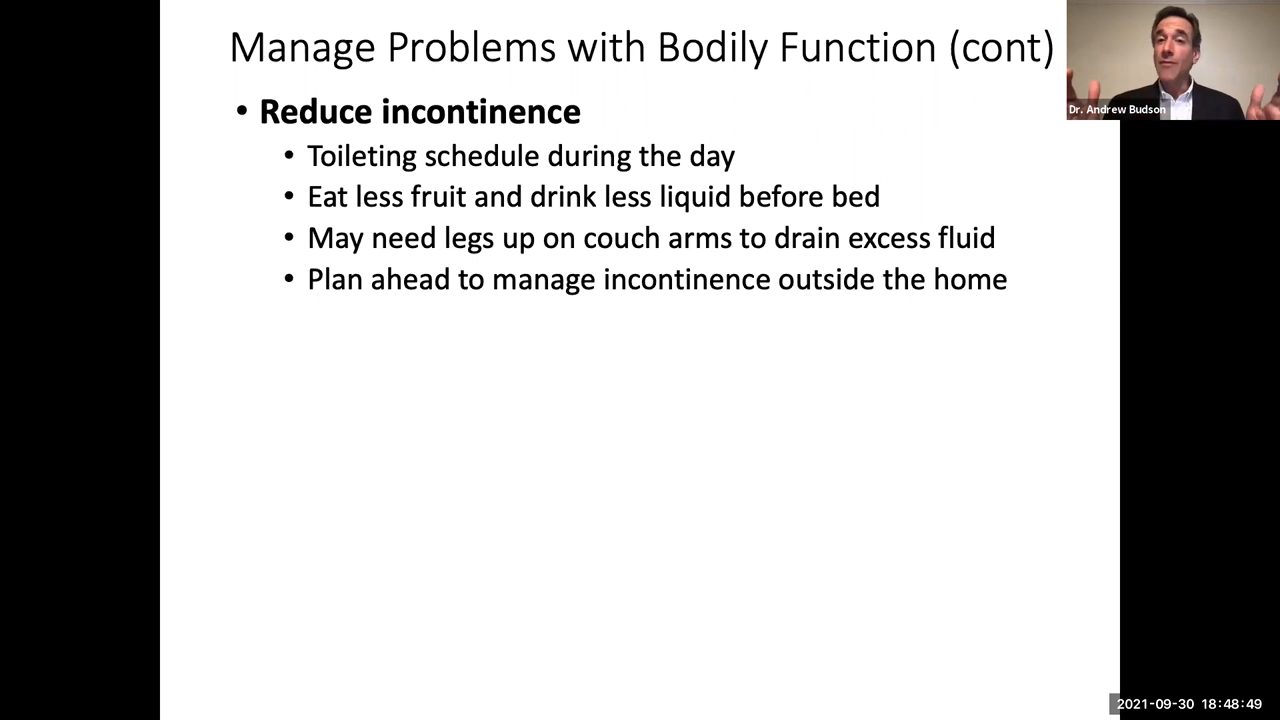 Manage Problems with Bodily Function (cont)
• Reduce incontinence
• Toileting schedule during the day
• Eat less fruit and drink less liquid before bed
• May need legs up on couch arms to drain excess fluid
• Plan ahead to manage incontinence outside the home
Dr. Andrew Budson
2021-09-30 18:48:49